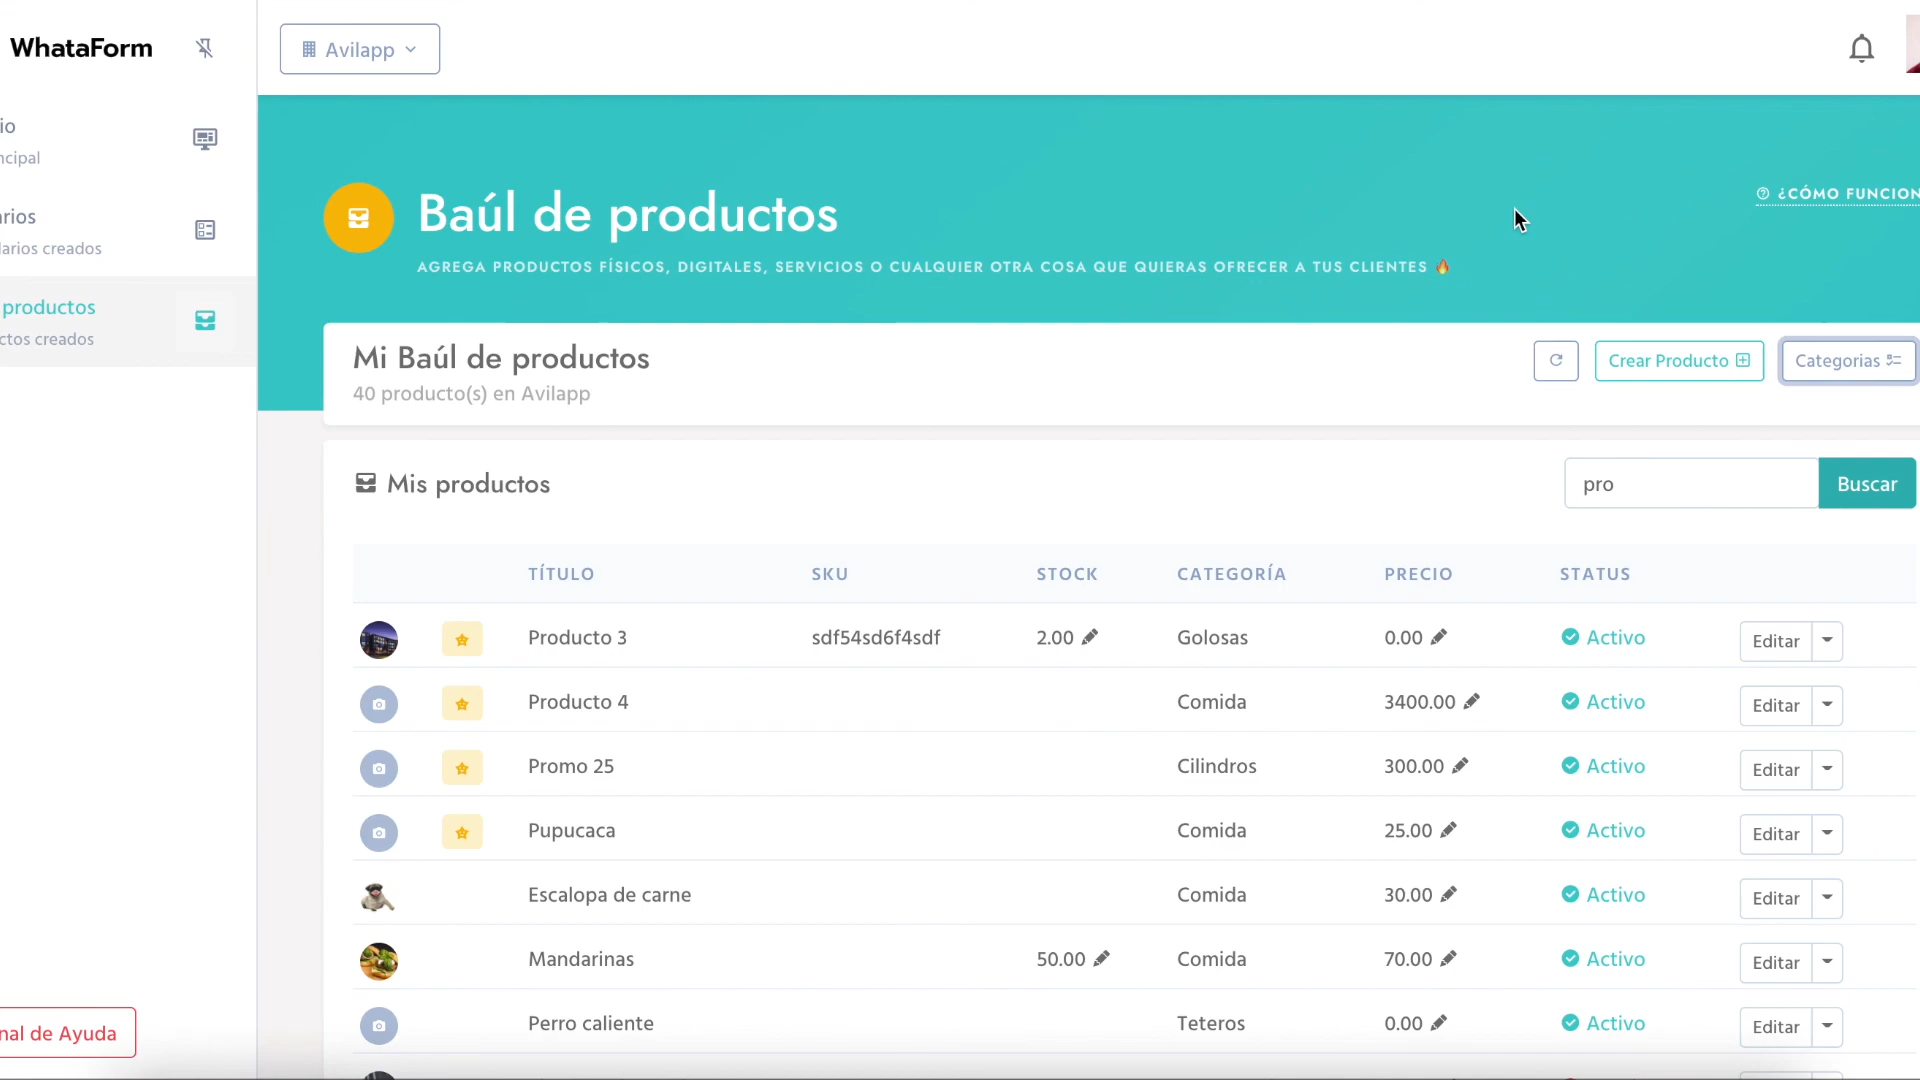 WhataForm
Avilapp
io
ncipal
rios
larios creados
productos
ctos creados
nal de Ayuda
Baúl de productos
AGREGA PRODUCTOS FÍSICOS, DIGITALES, SERVICIOS O CUALQUIER OTRA COSA QUE QUIERAS OFRECER A TUS CLIENTES 🔥
¿CÓMO FUNCION
Mi Baúl de productos
40 producto(s) en Avilapp
Crear Producto
Categorias
Mis productos
pro
Buscar
TÍTULO SKU STOCK CATEGORÍA PRECIO STATUS
Producto 3 sdf54sd6f4sdf 2.00 Golosas 0.00 Activo Editar
Producto 4 Comida 3400.00 Activo Editar
Promo 25 Cilindros 300.00 Activo Editar
Pupucaca Comida 25.00 Activo Editar
Escalopa de carne Comida 30.00 Activo Editar
Mandarinas 50.00 Comida 70.00 Activo Editar
Perro caliente Teteros 0.00 Activo Editar